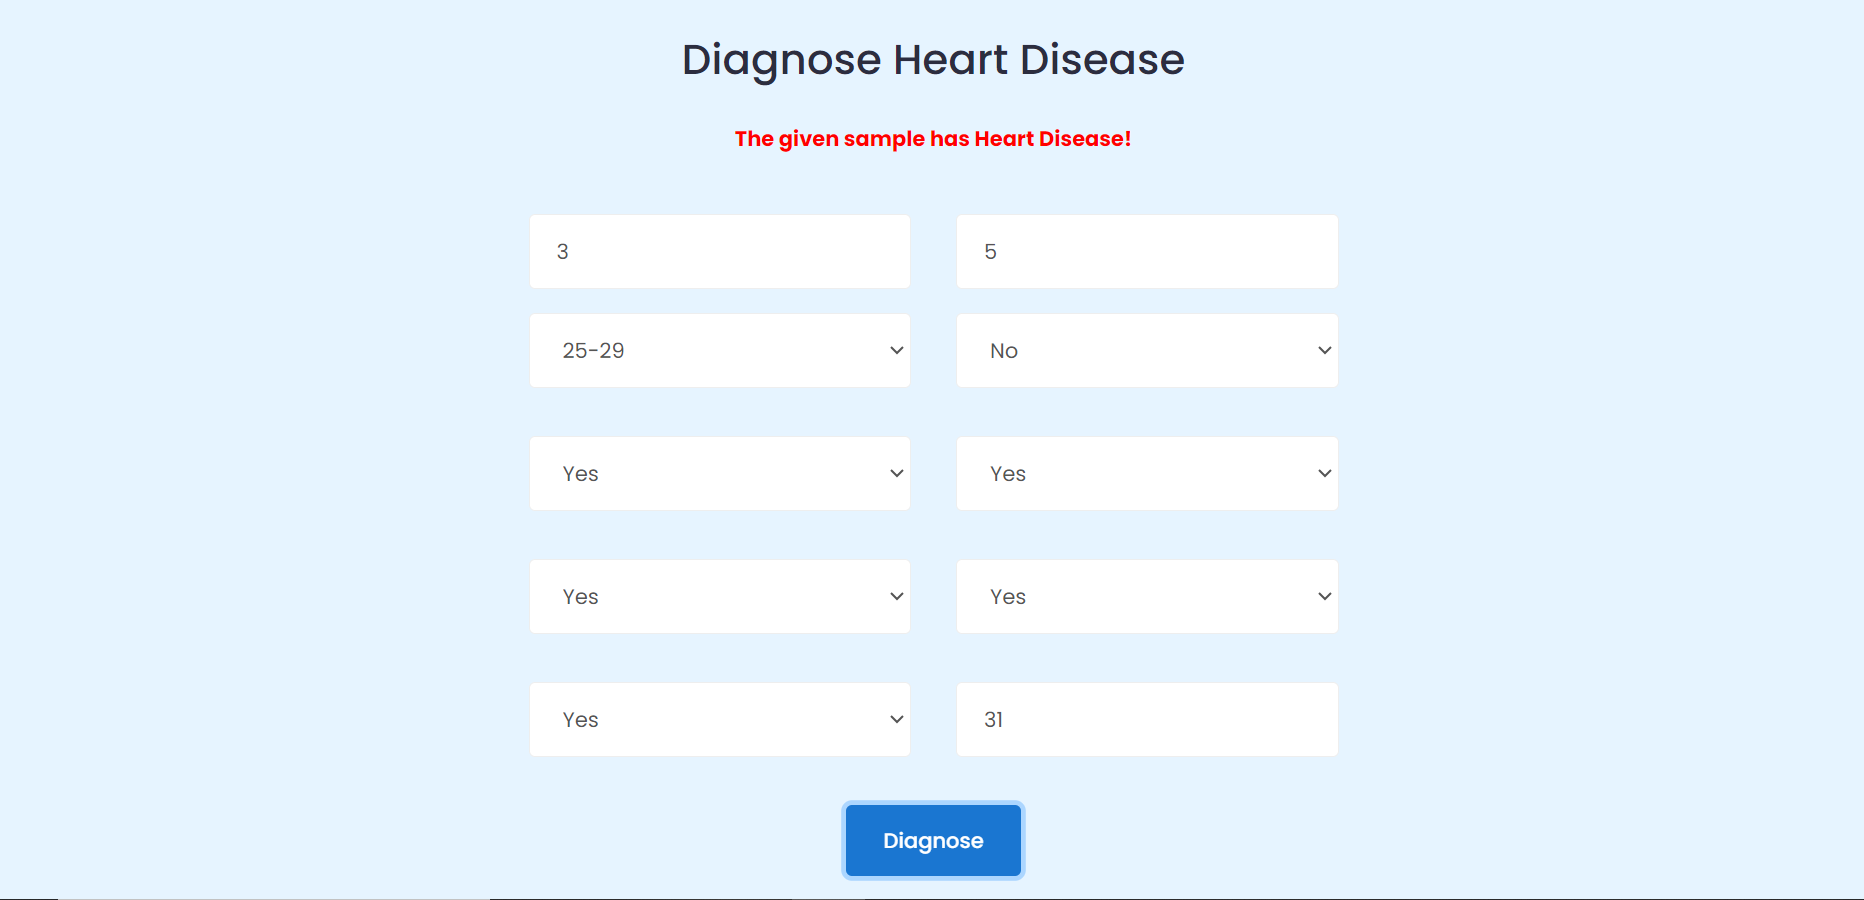 Diagnose Heart Disease
The given sample has Heart Disease!
3 5
25-29 No
Yes Yes
Yes Yes
Yes 31
Diagnose